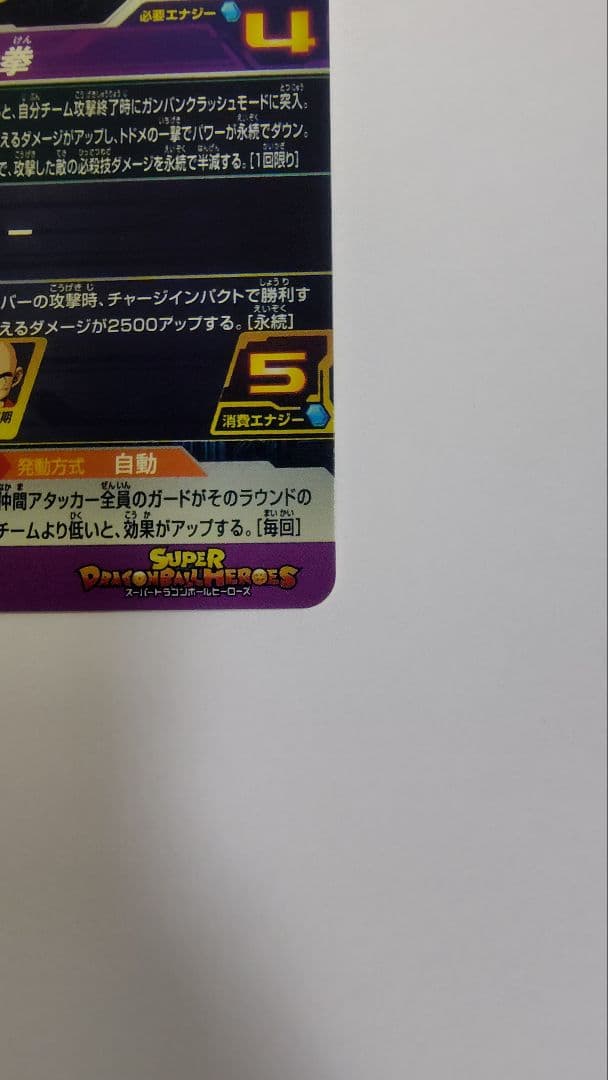 必要エナジー 4
けん
拳
と、自分チーム攻撃終了時にガンバンクラッシュモードに突入。
えるダメージがアップし、トドメの一撃でパワーが永続でダウン。
で、攻撃した敵の必殺技ダメージを永続で半減する。[1回限り]
ー
バーの攻撃時、チャージインパクトで勝利す
えるダメージが2500アップする。[永続]
期
5
消費エナジー
発動方式 自動
仲間アタッカー全員のガードがそのラウンドの
チームより低いと、効果がアップする。[毎回]
SUPER
DRAGONBALL HEROES
スーパードラゴンボールヒーローズ